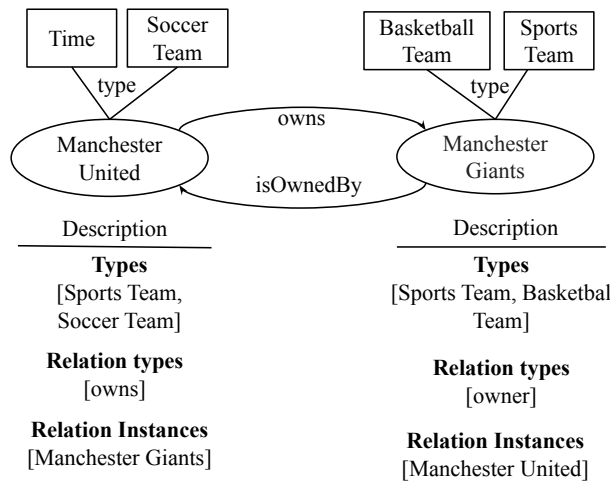 Time
Soccer
Team
Basketball
Team
Sports
Team
type
type
owns
Manchester
United
Manchester
Giants
isOwnedBy
Description
Types
[Sports Team,
Soccer Team]
Relation types
[owns]
Relation Instances
[Manchester Giants]
Description
Types
[Sports Team, Basketbal
Team]
Relation types
[owner]
Relation Instances
[Manchester United]